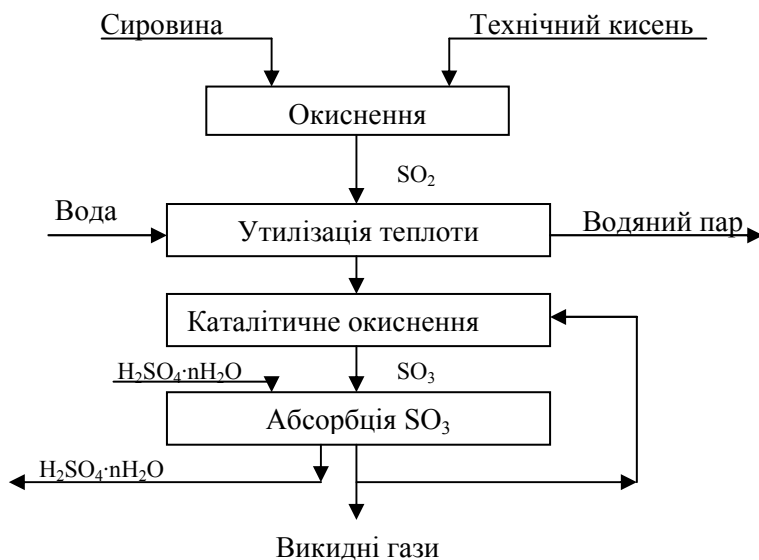 Сировина
Технічний кисень
Окиснення
SO₂
Вода
Утилізація теплоти
Водяний пар
Каталітичне окиснення
H₂SO₄·nH₂O
SO₃
Абсорбція SO₃
H₂SO₄·nH₂O
Викидні гази